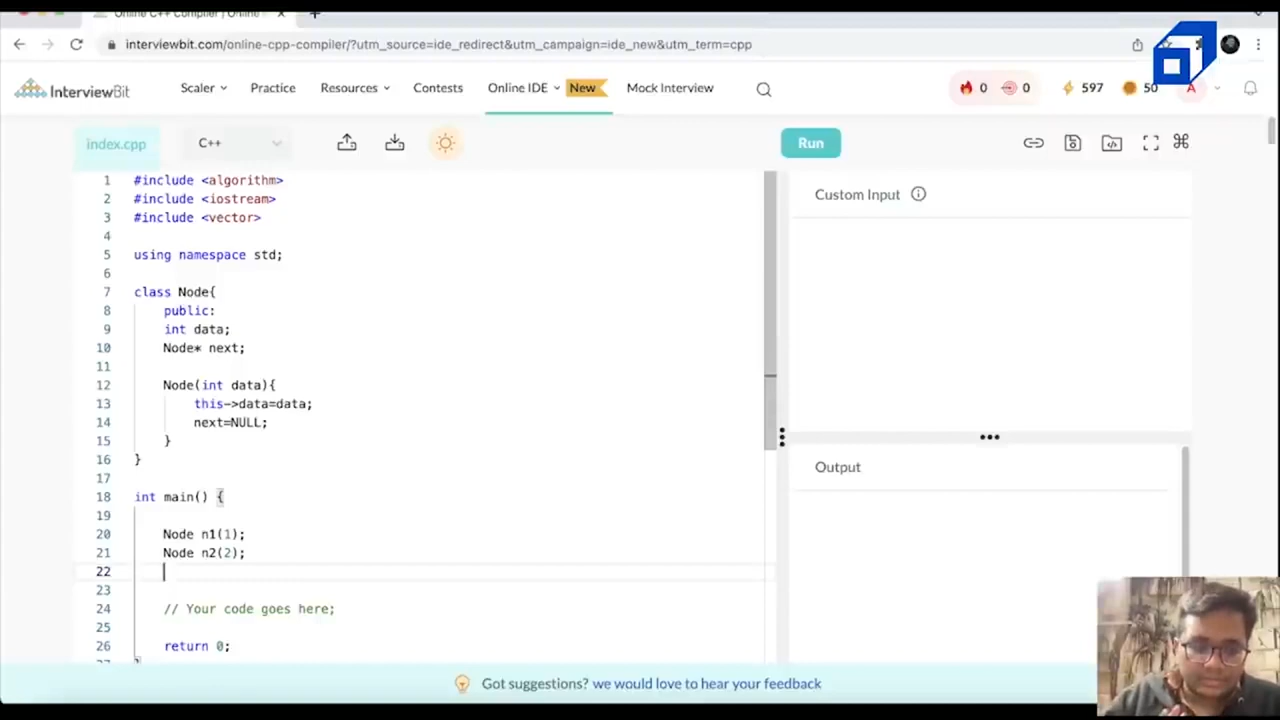 Online C++ Compiler | Online
interviewbit.com/online-cpp-compiler/?utm_source=ide_redirect&utm_campaign=ide_new&utm_term=cpp
InterviewBit Scaler Practice Resources Contests Online IDE New Mock Interview 0 0 597 50 A
index.cpp C++ Run
1 #include <algorithm>
2 #include <iostream>
3 #include <vector>
4
5 using namespace std;
6
7 class Node{
8 public:
9 int data;
10 Node* next;
11
12 Node(int data){
13 this->data=data;
14 next=NULL;
15 }
16 }
17
18 int main() {
19
20 Node n1(1);
21 Node n2(2);
22
23
24 // Your code goes here;
25
26 return 0;
27 }
Custom Input
Output
Got suggestions? we would love to hear your feedback